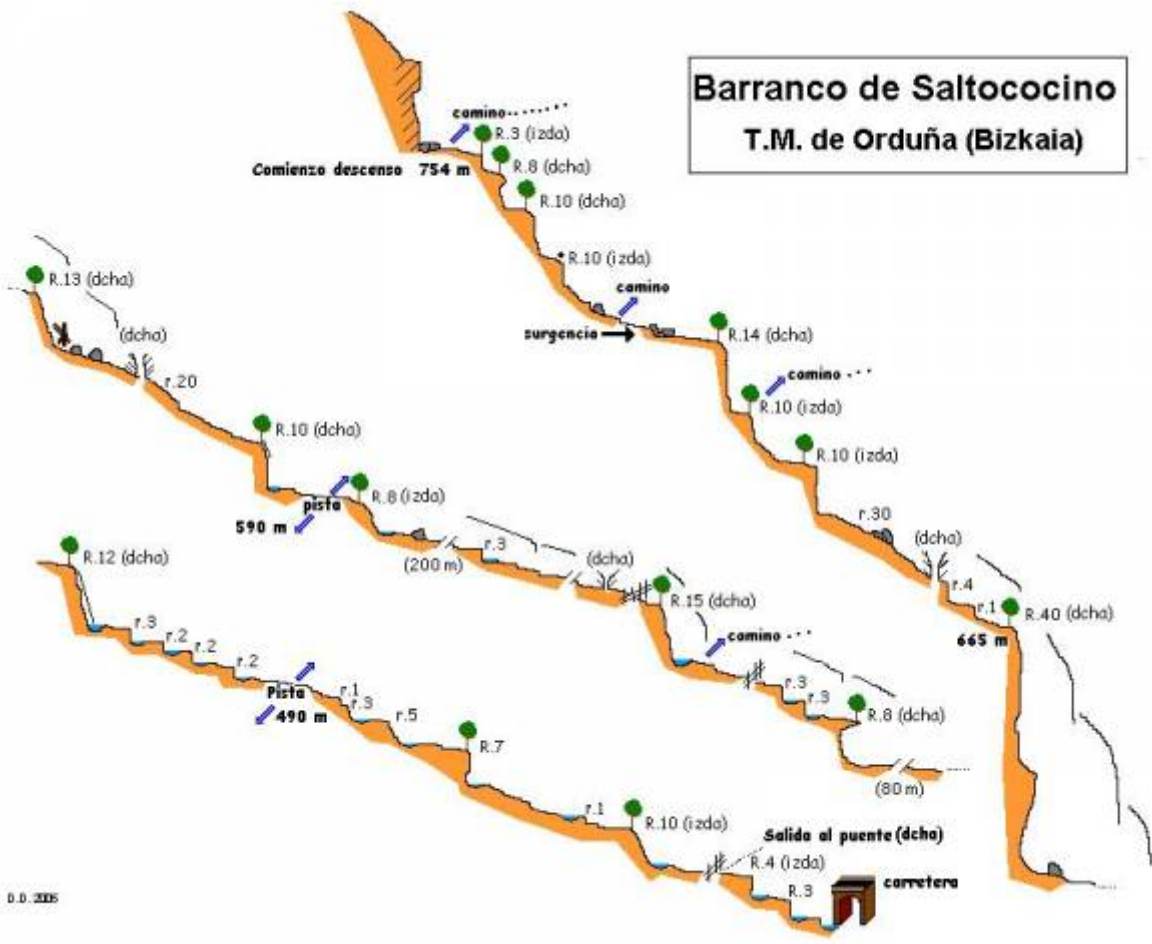 Barranco de Saltococino
T.M. de Orduña (Bizkaia)
camino
R.3 (izda)
Comienzo descenso 754 m
R.8 (dcha)
R.10 (dcha)
R.10 (izda)
camino
surgencia
R.14 (dcha)
camino
R.10 (izda)
R.10 (izda)
r.30
(dcha)
r.4
r.1
R.40 (dcha)
665 m
R.13 (dcha)
(dcha)
r.20
R.10 (dcha)
pista
590 m
R.8 (izda)
(200 m)
r.3
(dcha)
R.15 (dcha)
camino
r.3
r.3
R.8 (dcha)
(80 m)
R.12 (dcha)
r.3
r.2
r.2
r.2
Pista
490 m
r.1
r.3
r.5
R.7
r.1
R.10 (izda)
Salida al puente (dcha)
R.4 (izda)
R.3
carretera